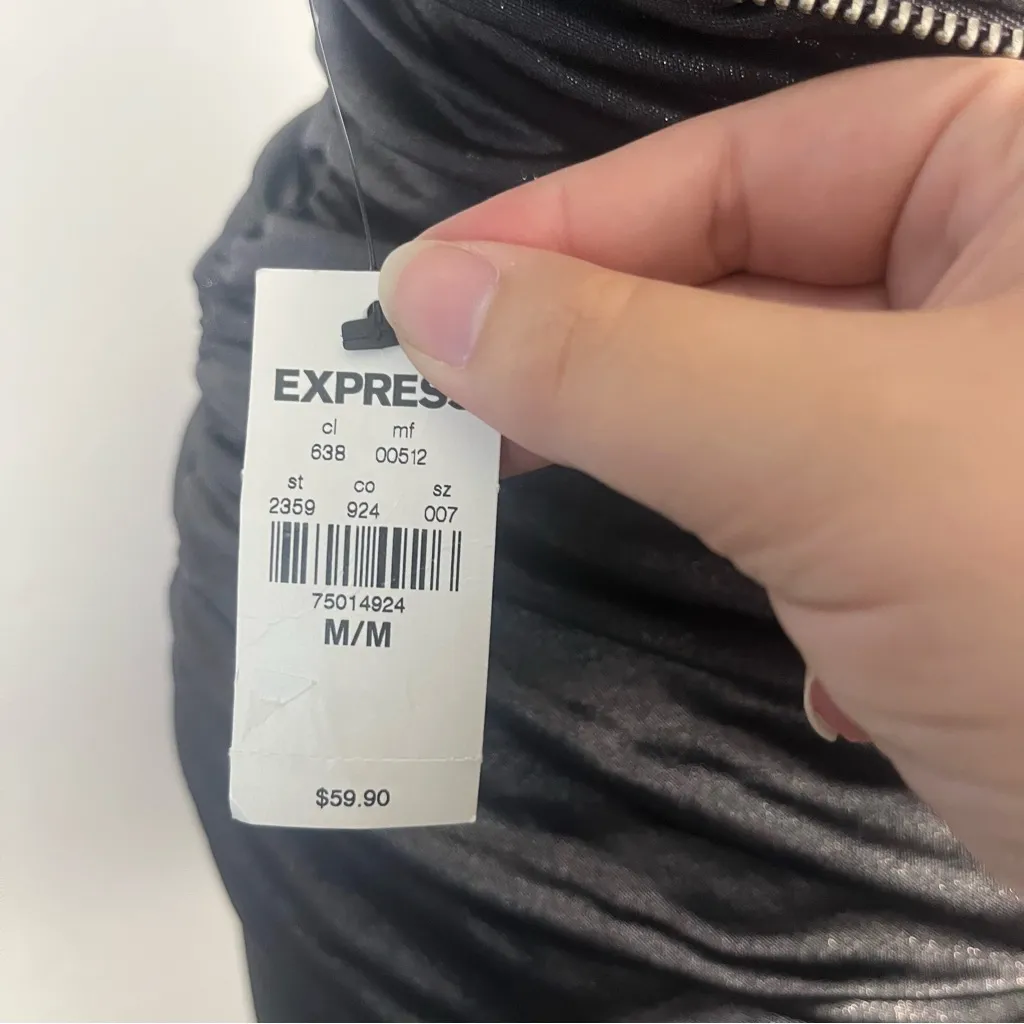 EXPRESS
cl mf
638 00512
st co sz
2359 924 007
75014924
M/M
$59.90